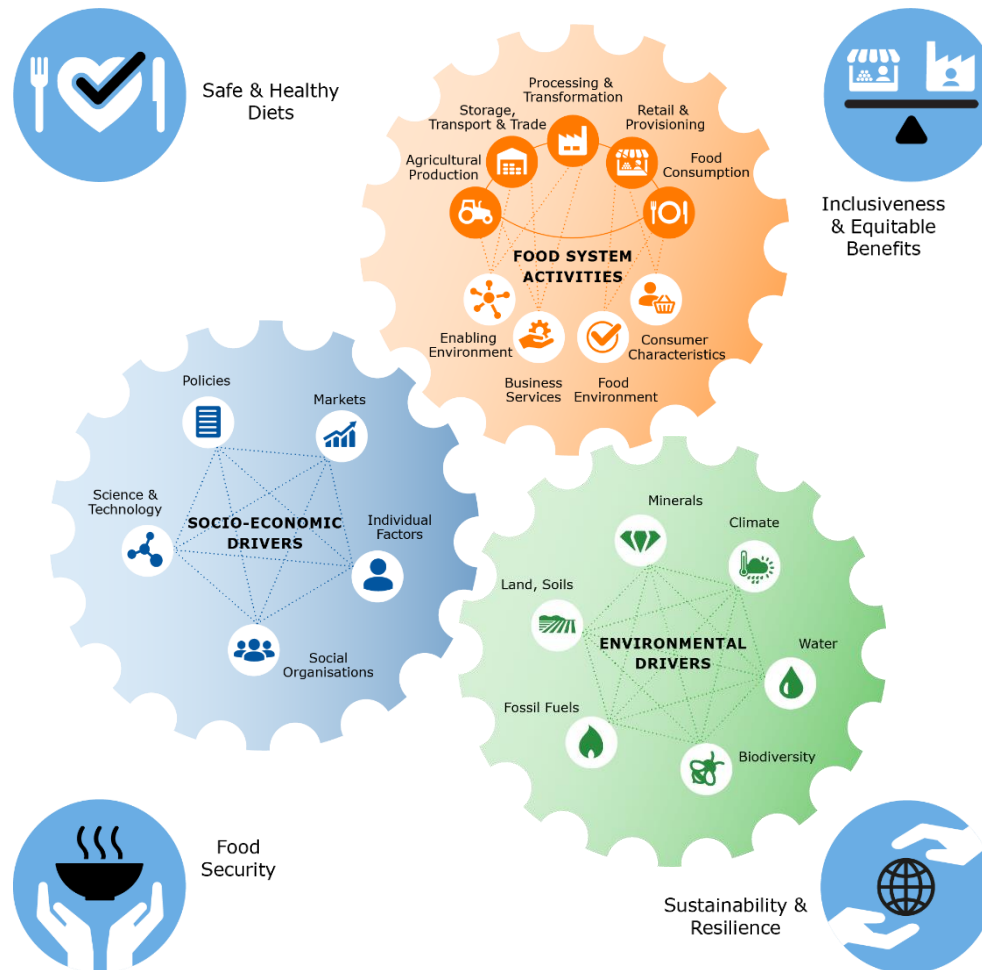 Safe & Healthy
Diets
Inclusiveness
& Equitable
Benefits
Processing &
Transformation
Storage,
Transport & Trade
Retail &
Provisioning
Agricultural
Production
Food
Consumption
FOOD SYSTEM
ACTIVITIES
Enabling
Environment
Business
Services
Food
Environment
Consumer
Characteristics
Policies
Markets
Science &
Technology
SOCIO-ECONOMIC
DRIVERS
Individual
Factors
Social
Organisations
Minerals
Climate
Land, Soils
ENVIRONMENTAL
DRIVERS
Water
Fossil Fuels
Biodiversity
Food
Security
Sustainability &
Resilience